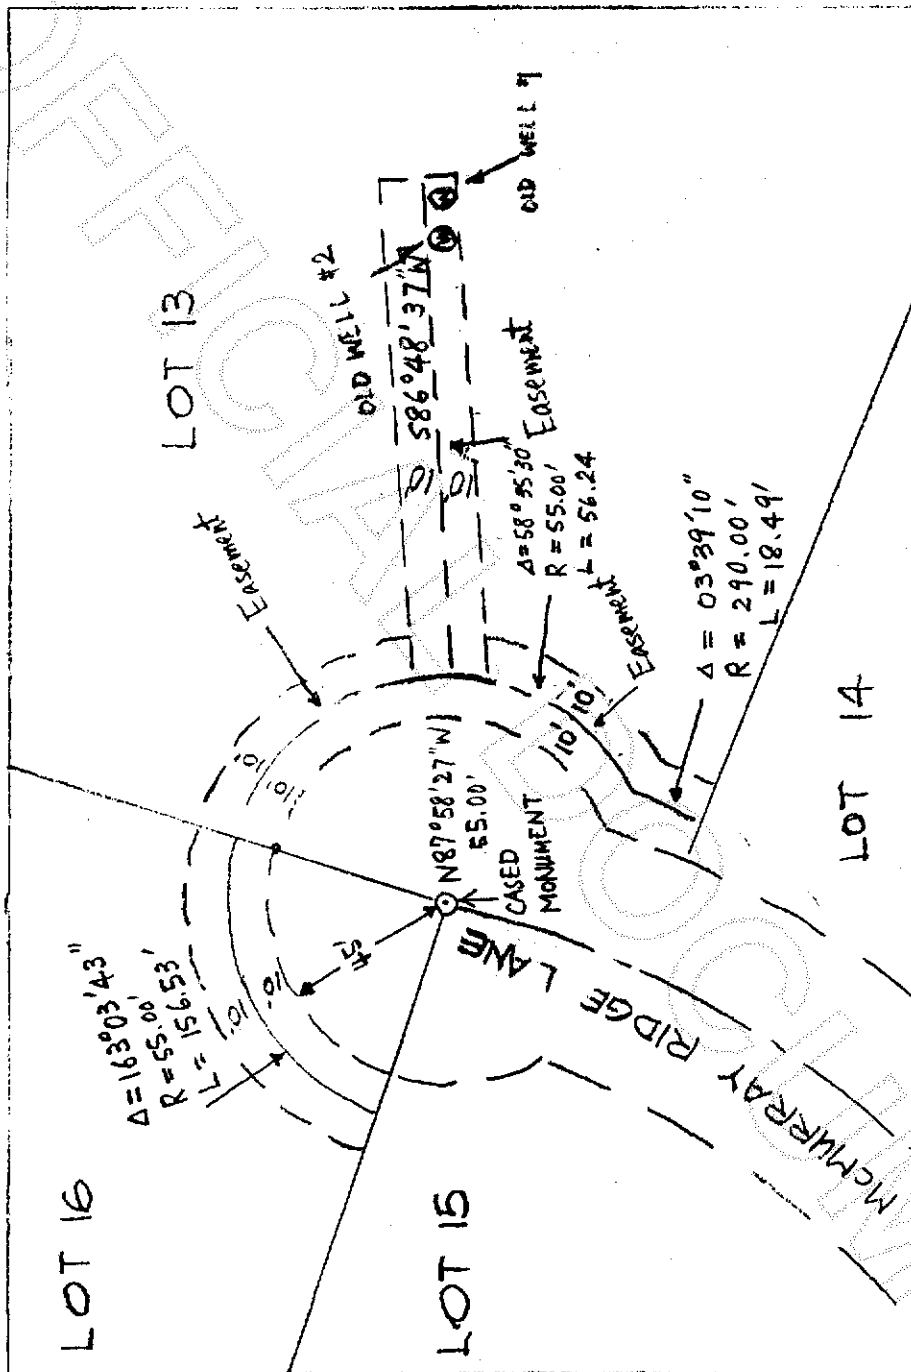 LOT 16
Δ=163°03'43"
R=55.00'
L=156.53'
10'
10'
LOT 15
45'
LOT 13
Easement
10'
10'
OLD WELL #2
S86°48'37"W
OLD WELL #1
W
W
10'
10'
Easement
N87°58'27"W
55.00'
CASED
MONUMENT
Δ=58°35'30"
R=55.00'
L=56.24
Easement
10'
10'
Δ=03°39'10"
R=290.00'
L=18.49'
LOT 14
McMURRAY RIDGE LANE